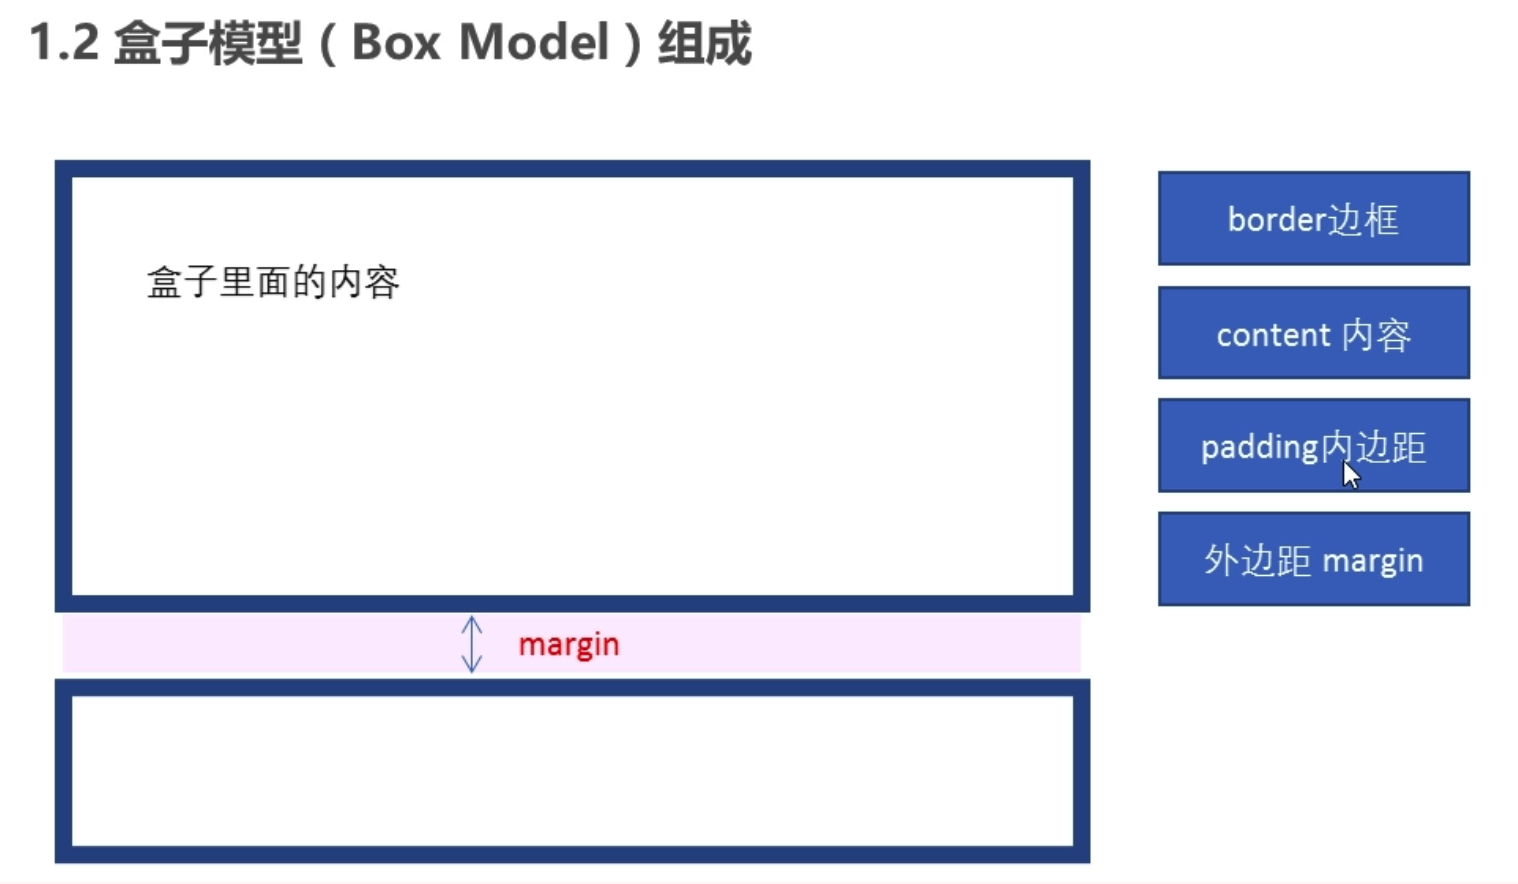 1.2 盒子模型（Box Model）组成
盒子里面的内容
margin
border边框
content 内容
padding内边距
外边距 margin